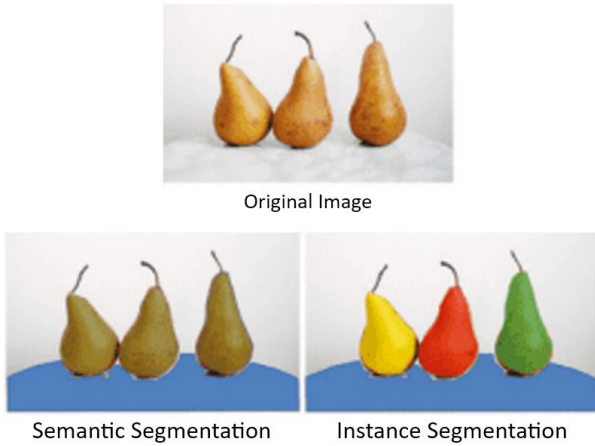 Original Image
Semantic Segmentation
Instance Segmentation